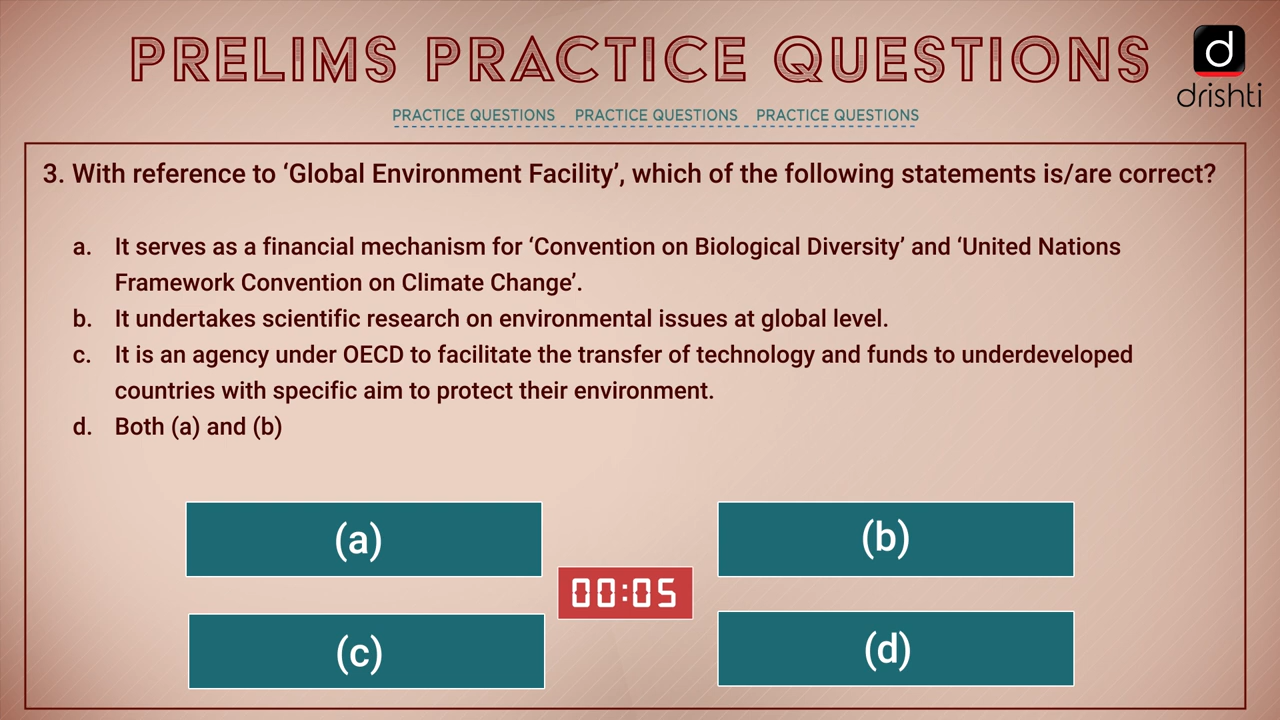 PRELIMS PRACTICE QUESTIONS
d
drishti
PRACTICE QUESTIONS PRACTICE QUESTIONS PRACTICE QUESTIONS
3. With reference to ‘Global Environment Facility’, which of the following statements is/are correct?
a. It serves as a financial mechanism for ‘Convention on Biological Diversity’ and ‘United Nations
Framework Convention on Climate Change’.
b. It undertakes scientific research on environmental issues at global level.
c. It is an agency under OECD to facilitate the transfer of technology and funds to underdeveloped
countries with specific aim to protect their environment.
d. Both (a) and (b)
(a)
(b)
00:05
(c)
(d)